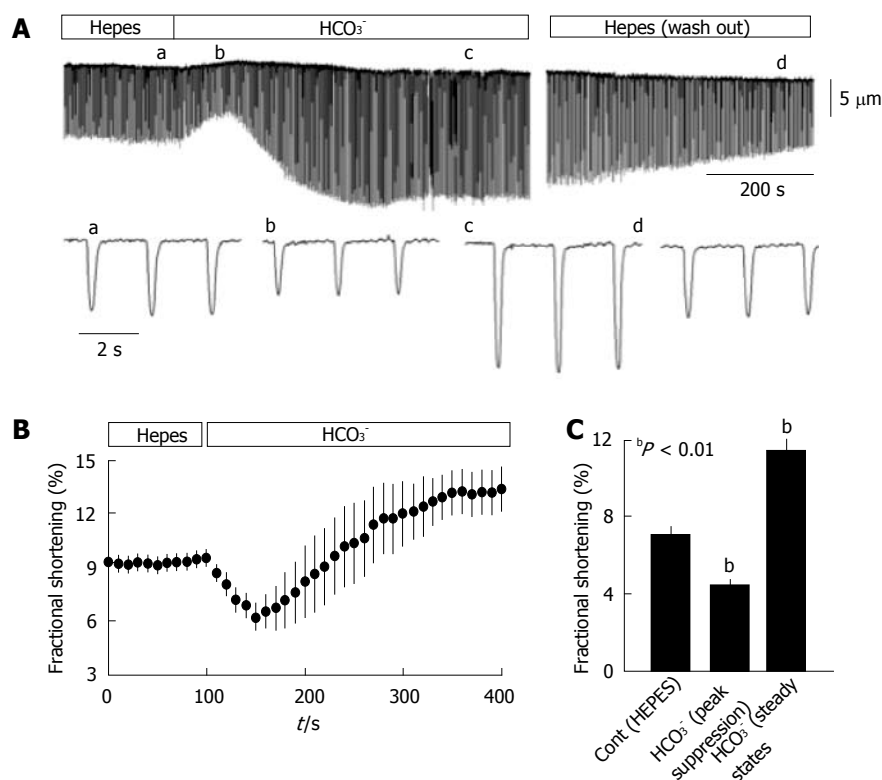 A
Hepes HCO₃⁻ Hepes (wash out)
a b c d
5 μm
200 s
a b c d
2 s
B
Hepes HCO₃⁻
Fractional shortening (%)
15
12
9
6
3
0 100 200 300 400
t/s
C
ᵇP < 0.01
Fractional shortening (%)
12
8
4
0
b
b
Cont (HEPES)
HCO₃⁻ (peak
suppression)
HCO₃⁻ (steady
states